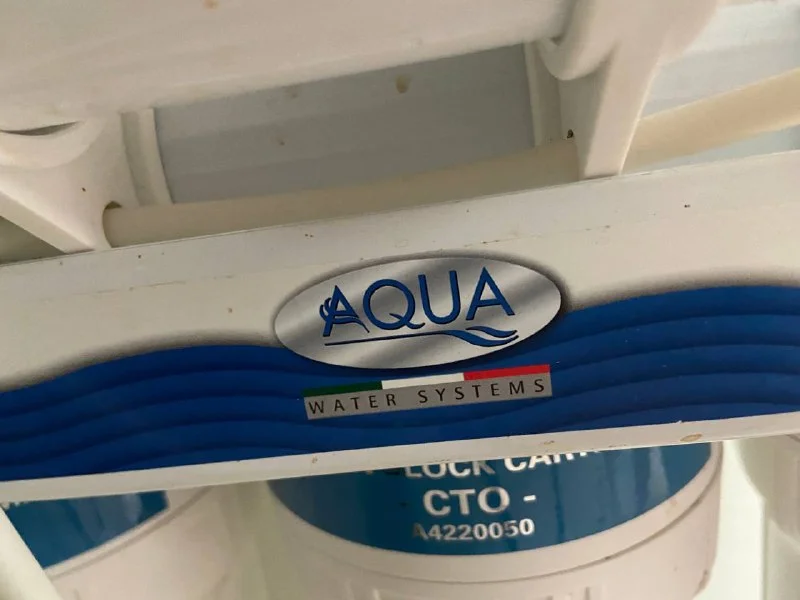 AQUA
WATER SYSTEMS
CTO -
A4220050